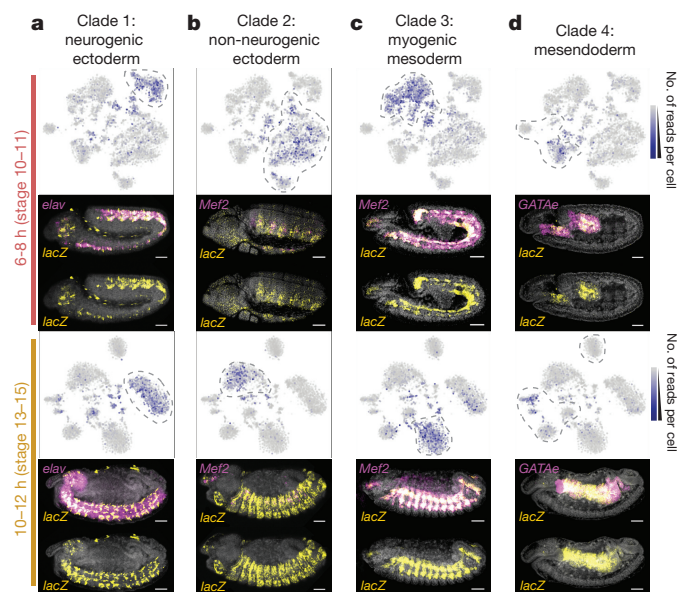 a
Clade 1:
neurogenic
ectoderm
b
Clade 2:
non-neurogenic
ectoderm
c
Clade 3:
myogenic
mesoderm
d
Clade 4:
mesendoderm
6–8 h (stage 10–11)
No. of reads per cell
elav
lacZ
lacZ
Mef2
lacZ
lacZ
Mef2
lacZ
lacZ
GATAe
lacZ
lacZ
10–12 h (stage 13–15)
No. of reads per cell
elav
lacZ
lacZ
Mef2
lacZ
lacZ
Mef2
lacZ
lacZ
GATAe
lacZ
lacZ